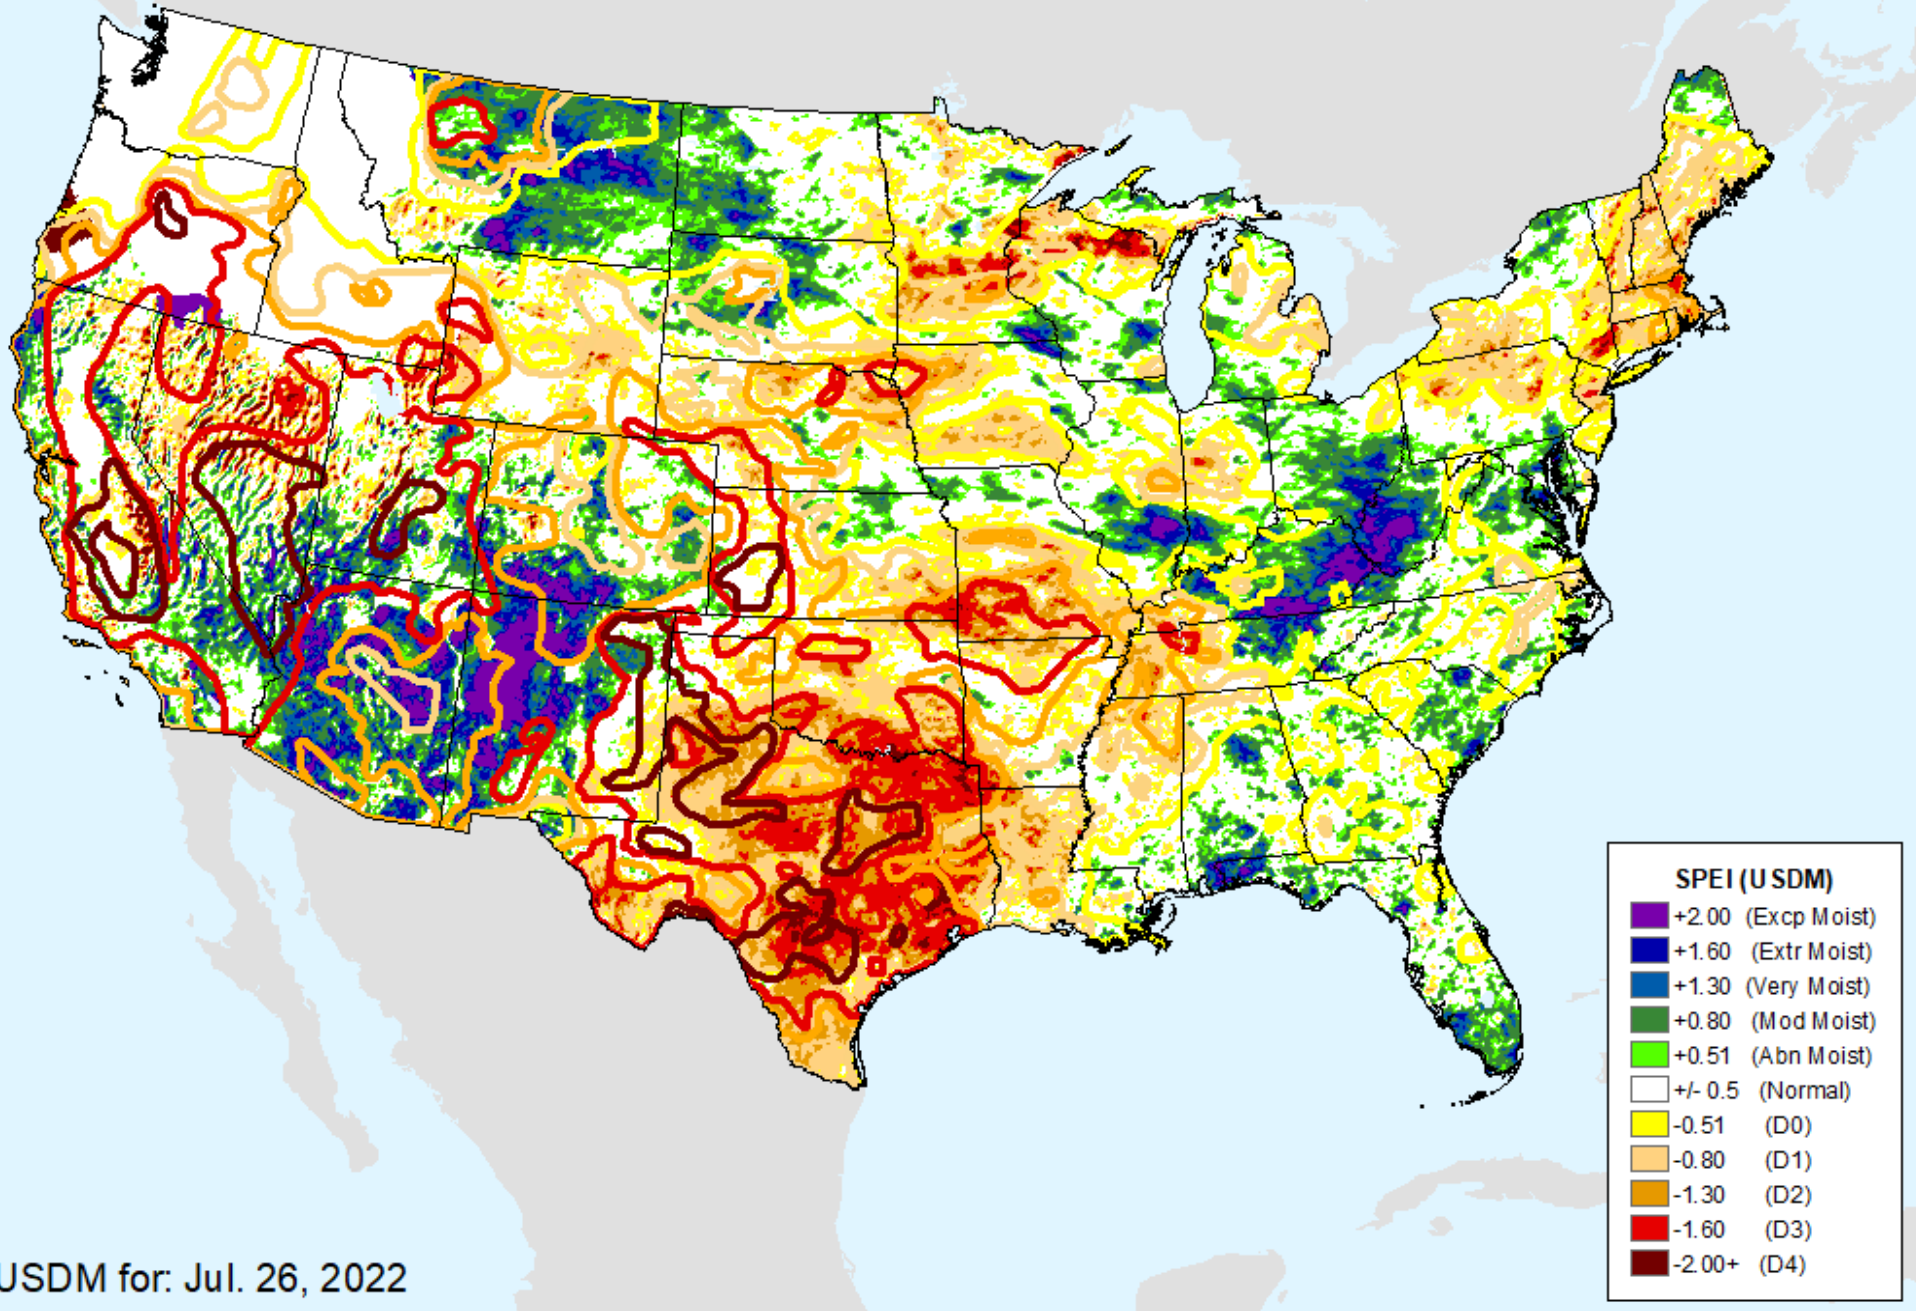 SPEI (USDM)
+2.00 (Excp Moist)
+1.60 (Extr Moist)
+1.30 (Very Moist)
+0.80 (Mod Moist)
+0.51 (Abn Moist)
+/- 0.5 (Normal)
-0.51 (D0)
-0.80 (D1)
-1.30 (D2)
-1.60 (D3)
-2.00+ (D4)
USDM for: Jul. 26, 2022